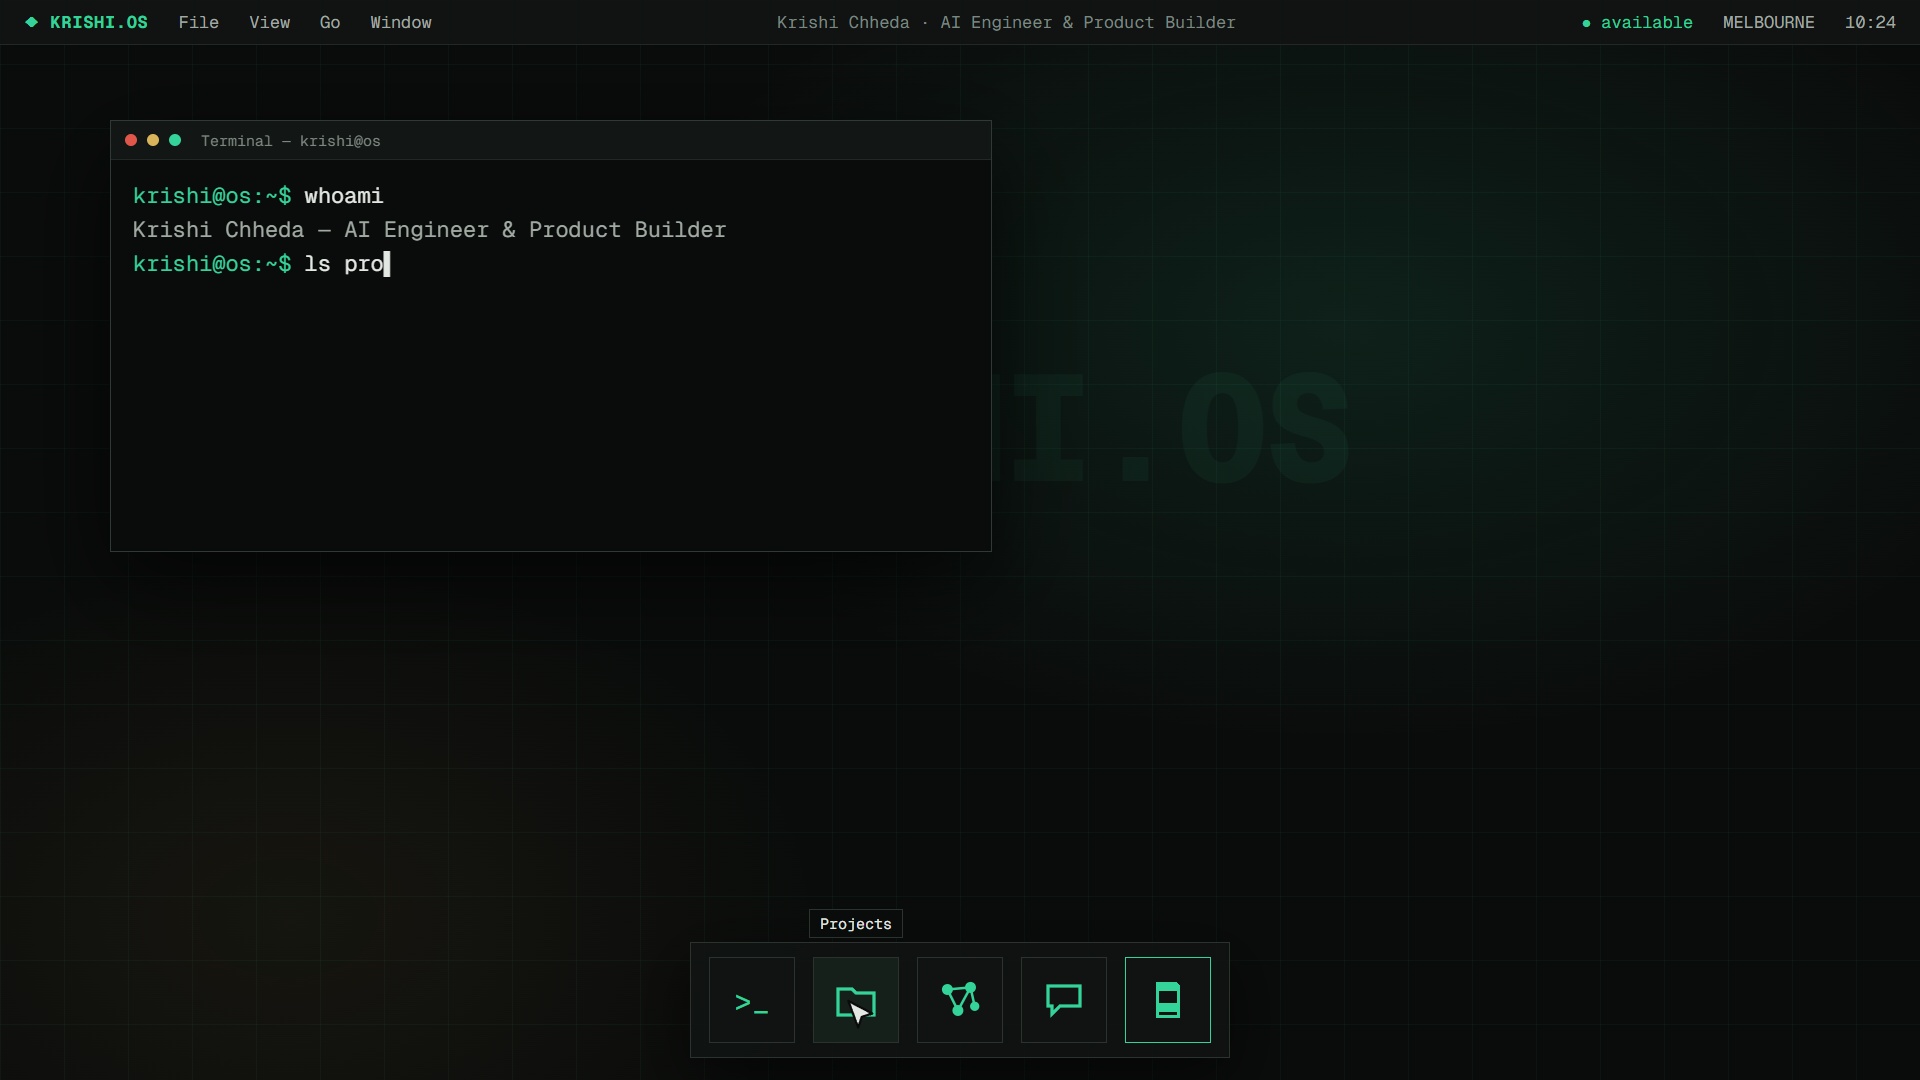 KRISHI.OS File View Go Window Krishi Chheda · AI Engineer & Product Builder ● available MELBOURNE 10:24
Terminal — krishi@os
krishi@os:~$ whoami
Krishi Chheda — AI Engineer & Product Builder
krishi@os:~$ ls pro
I.OS
Projects
>_